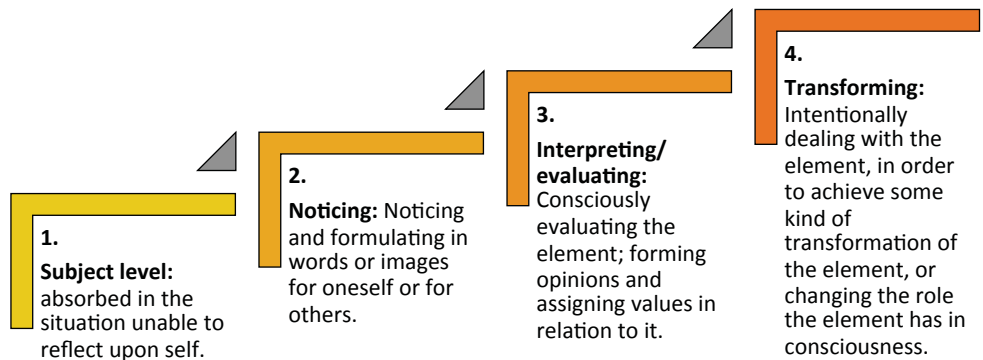 1.
Subject level:
absorbed in the
situation unable to
reflect upon self.
2.
Noticing: Noticing
and formulating in
words or images
for oneself or for
others.
3.
Interpreting/
evaluating:
Consciously
evaluating the
element; forming
opinions and
assigning values in
relation to it.
4.
Transforming:
Intentionally
dealing with the
element, in order
to achieve some
kind of
transformation of
the element, or
changing the role
the element has in
consciousness.